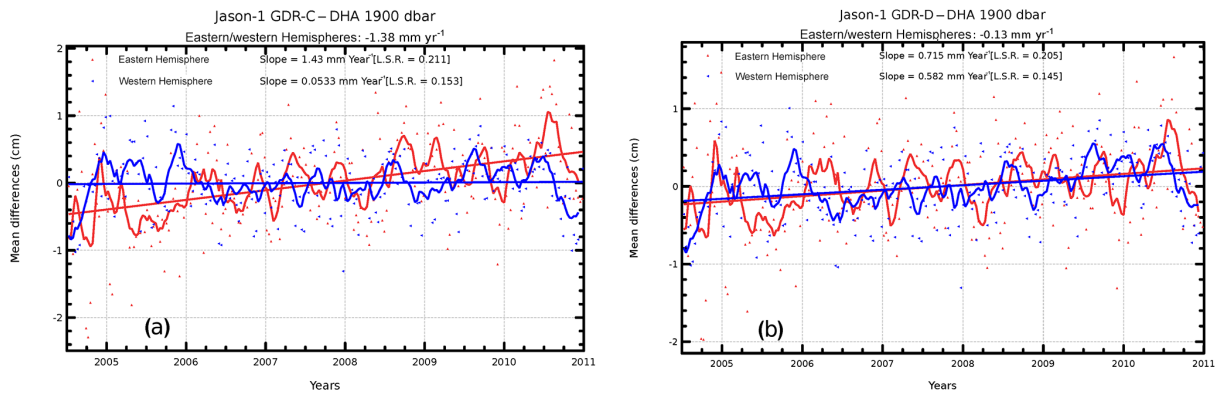 Jason-1 GDR-C−DHA 1900 dbar
Eastern/western Hemispheres: -1.38 mm yr⁻¹
Eastern Hemisphere Slope = 1.43 mm Year⁻¹[L.S.R. = 0.211]
Western Hemisphere Slope = 0.0533 mm Year⁻¹[L.S.R. = 0.153]
Mean differences (cm)
2
1
0
-1
-2
(a)
2005 2006 2007 2008 2009 2010 2011
Years
Jason-1 GDR-D−DHA 1900 dbar
Eastern/western Hemispheres: -0.13 mm yr⁻¹
Eastern Hemisphere Slope = 0.715 mm Year⁻¹[L.S.R. = 0.205]
Western Hemisphere Slope = 0.582 mm Year⁻¹[L.S.R. = 0.145]
Mean differences (cm)
2
1
0
-1
-2
(b)
2005 2006 2007 2008 2009 2010 2011
Years